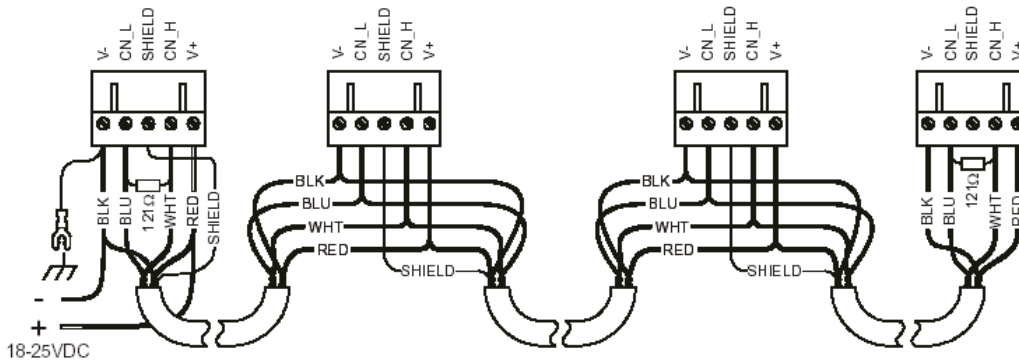 V- CN_L SHIELD CN_H V+
V- CN_L SHIELD CN_H V+
V- CN_L SHIELD CN_H V+
V- CN_L SHIELD CN_H V+
BLK BLU 121Ω WHT RED SHIELD
BLK
BLU
WHT
RED
SHIELD
BLK
BLU
WHT
RED
SHIELD
BLK BLU 121Ω WHT RED
-
+
18-25VDC